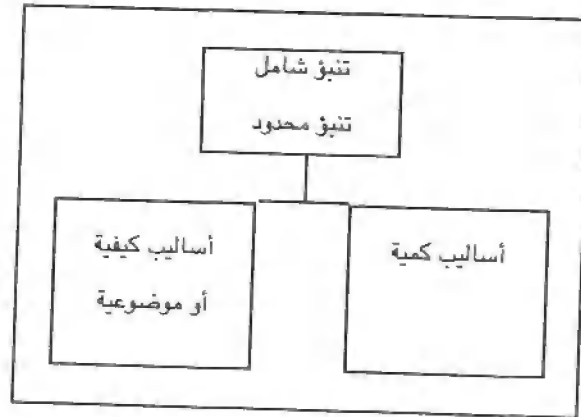 تنبؤ شامل
تنبؤ محدود
أساليب كمية
أساليب كيفية
أو موضوعية